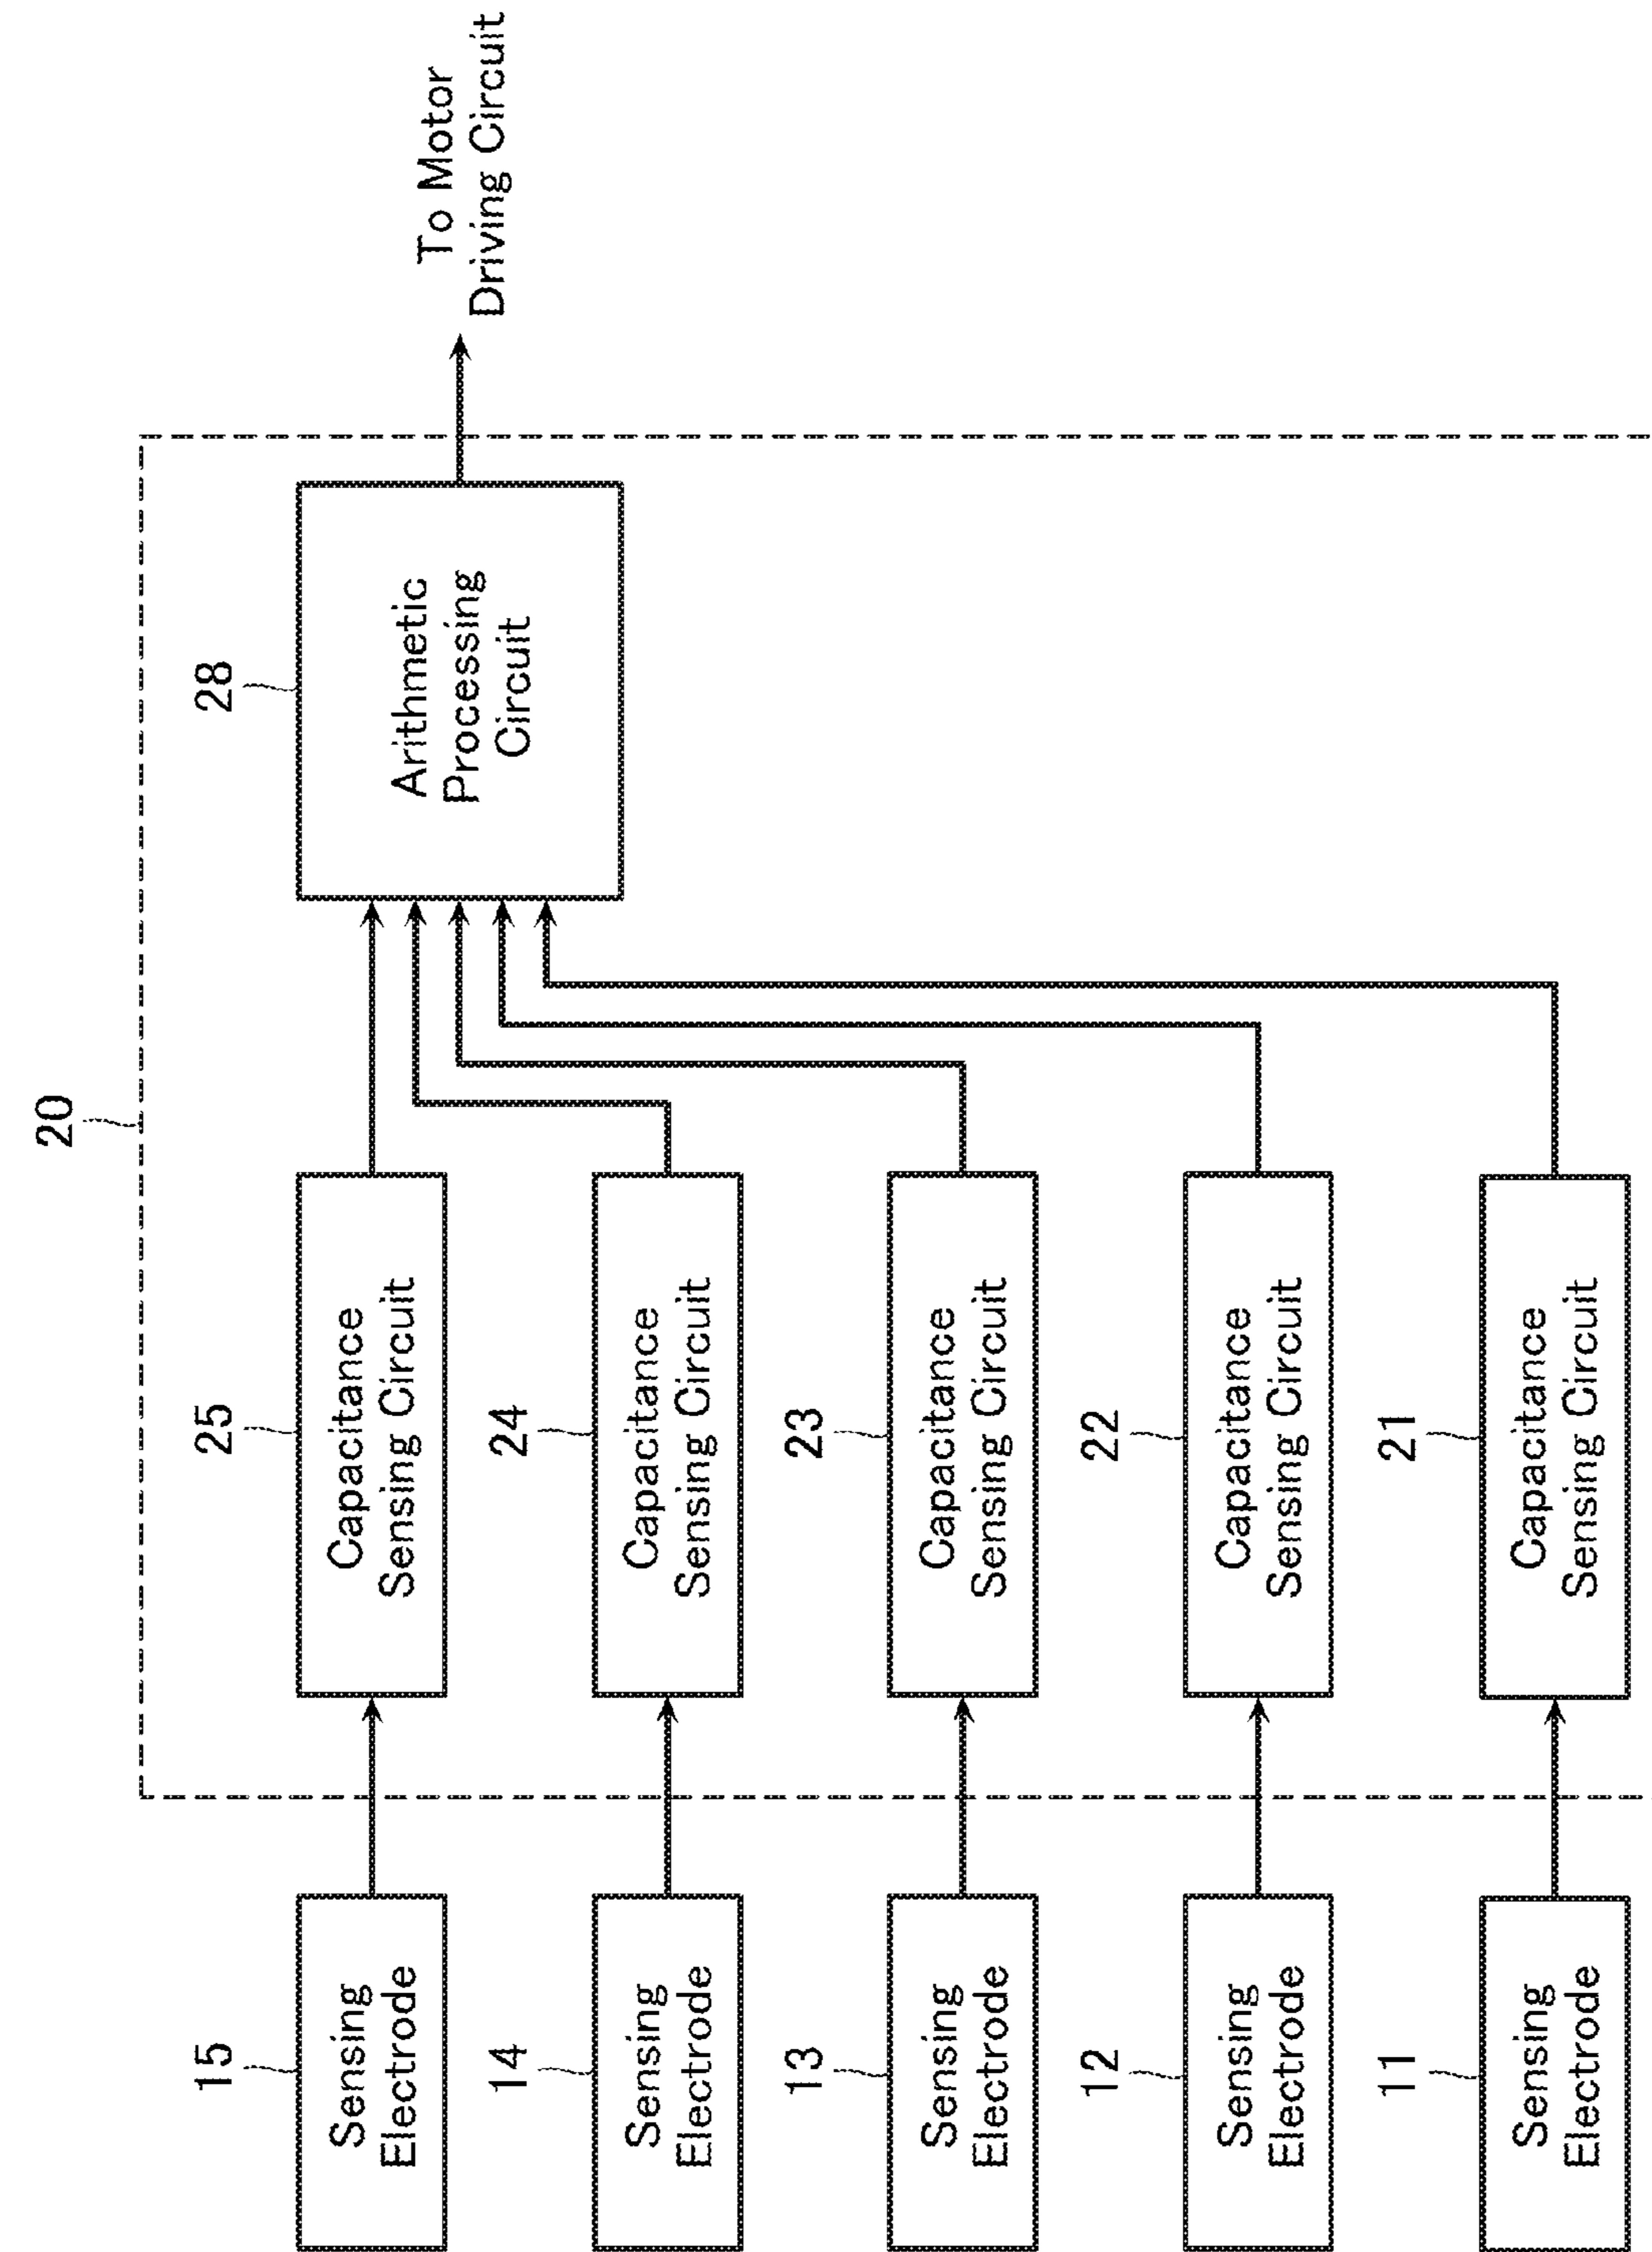 20
15
Sensing
Electrode
25
Capacitance
Sensing Circuit
28
Arithmetic
Processing
Circuit
To Motor
Driving Circuit
14
Sensing
Electrode
24
Capacitance
Sensing Circuit
13
Sensing
Electrode
23
Capacitance
Sensing Circuit
12
Sensing
Electrode
22
Capacitance
Sensing Circuit
11
Sensing
Electrode
21
Capacitance
Sensing Circuit